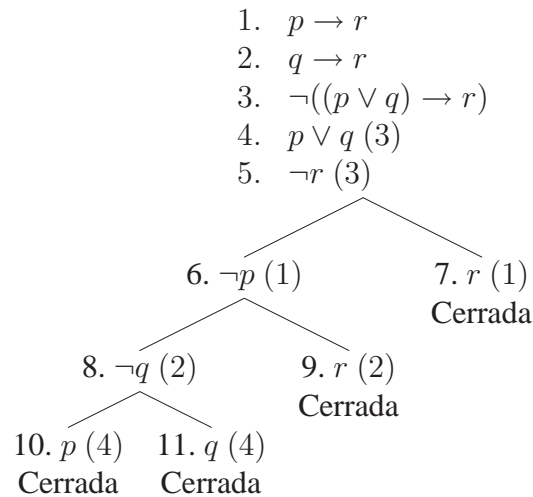 1. p → r
2. q → r
3. ¬((p ∨ q) → r)
4. p ∨ q (3)
5. ¬r (3)
6. ¬p (1)
7. r (1)
Cerrada
8. ¬q (2)
9. r (2)
Cerrada
10. p (4)
11. q (4)
Cerrada
Cerrada